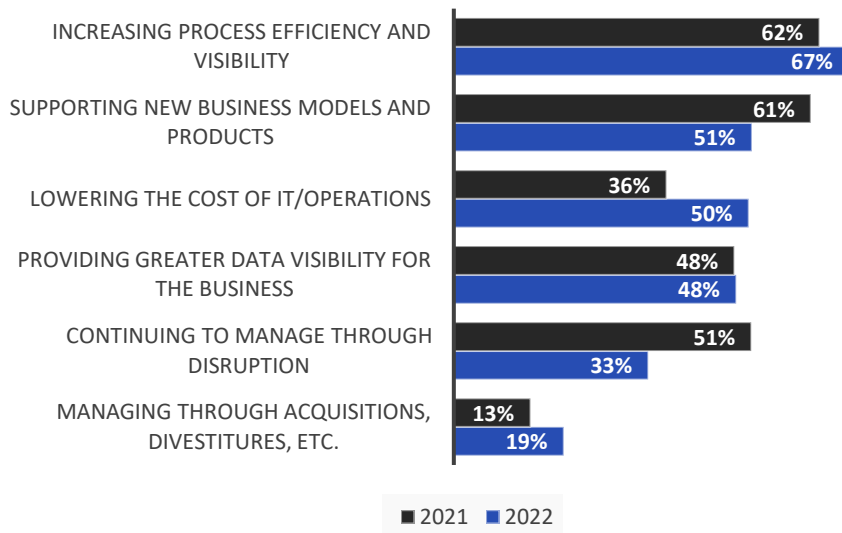 INCREASING PROCESS EFFICIENCY AND
VISIBILITY
62%
67%
SUPPORTING NEW BUSINESS MODELS AND
PRODUCTS
61%
51%
LOWERING THE COST OF IT/OPERATIONS
36%
50%
PROVIDING GREATER DATA VISIBILITY FOR
THE BUSINESS
48%
48%
CONTINUING TO MANAGE THROUGH
DISRUPTION
51%
33%
MANAGING THROUGH ACQUISITIONS,
DIVESTITURES, ETC.
13%
19%
2021 2022